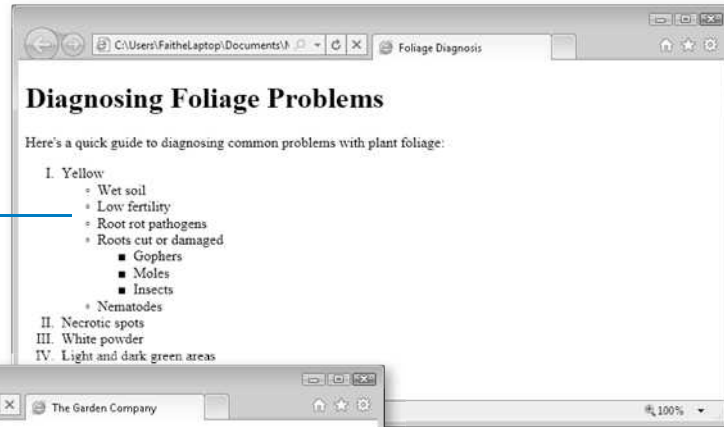 C:\Users\FaitheLaptop\Documents\
Foliage Diagnosis
Diagnosing Foliage Problems
Here's a quick guide to diagnosing common problems with plant foliage:
I. Yellow
Wet soil
Low fertility
Root rot pathogens
Roots cut or damaged
Gophers
Moles
Insects
Nematodes
II. Necrotic spots
III. White powder
IV. Light and dark green areas
The Garden Company
100%